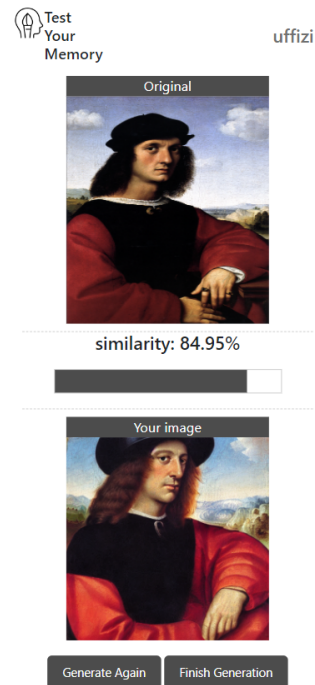 Test
Your
Memory
uffizi
Original
similarity: 84.95%
Your image
Generate Again
Finish Generation